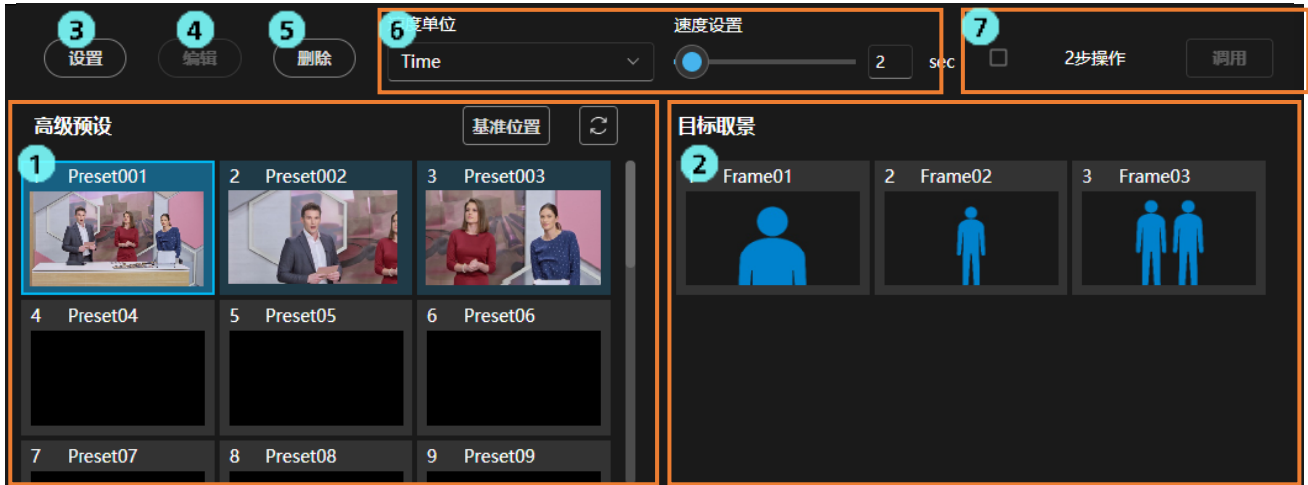 3 4 5 6 度单位 速度设置 7
设置 编辑 删除 Time 2 sec 2步操作 调用
高级预设 基准位置 目标取景
1 Preset001 2 Preset002 3 Preset003 2 Frame01 2 Frame02 3 Frame03
4 Preset04 5 Preset05 6 Preset06
7 Preset07 8 Preset08 9 Preset09